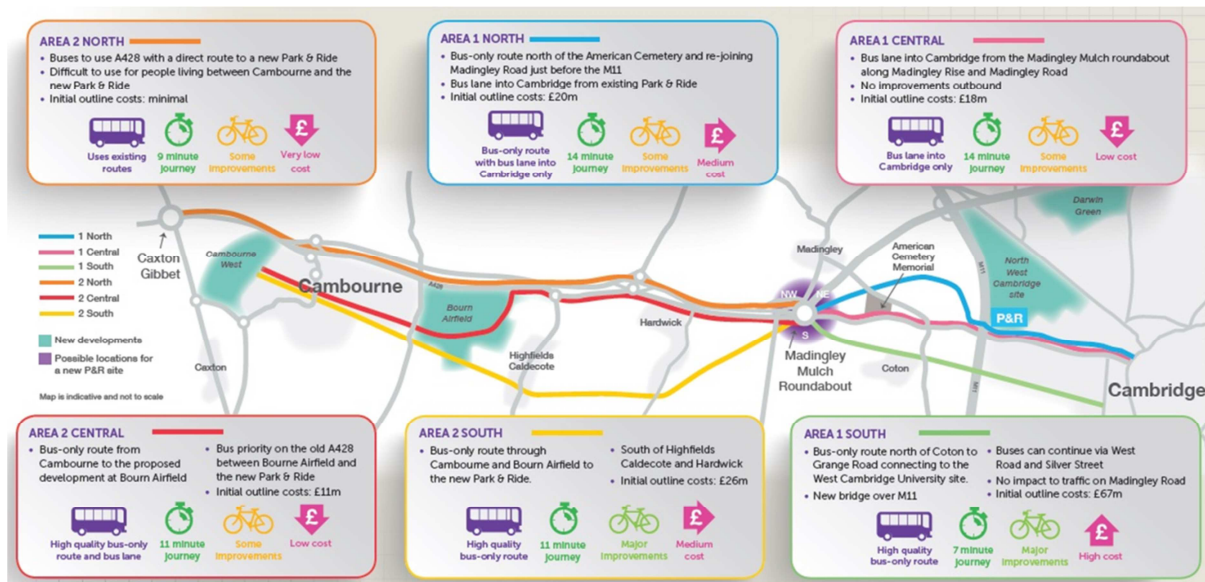 AREA 2 NORTH
• Buses to use A428 with a direct route to a new Park & Ride
• Difficult to use for people living between Cambourne and the
new Park & Ride
• Initial outline costs: minimal
Uses existing
routes
9 minute
journey
Some
improvements
£
Very low
cost
AREA 1 NORTH
• Bus-only route north of the American Cemetery and re-joining
Madingley Road just before the M11
• Bus lane into Cambridge from existing Park & Ride
• Initial outline costs: £20m
Bus-only route
with bus lane into
Cambridge only
14 minute
journey
Some
improvements
£
Medium
cost
AREA 1 CENTRAL
• Bus lane into Cambridge from the Madingley Mulch roundabout
along Madingley Rise and Madingley Road
• No improvements outbound
• Initial outline costs: £18m
Bus lane into
Cambridge only
14 minute
journey
Some
improvements
£
Low cost
1 North
1 Central
1 South
2 North
2 Central
2 South
New developments
Possible locations for
a new P&R site
Map is indicative and not to scale
Caxton
Gibbet
Cambourne
West
Cambourne
Caxton
A428
Bourn
Airfield
Highfields
Caldecote
Hardwick
NW
NE
S
Madingley
Mulch
Roundabout
Madingley
American
Cemetery
Memorial
Coton
M11
M11
North
West
Cambridge
site
Darwin
Green
P&R
Cambridge
AREA 2 CENTRAL
• Bus-only route from
Cambourne to the proposed
development at Bourn Airfield
• Bus priority on the old A428
between Bourne Airfield and
the new Park & Ride
• Initial outline costs: £11m
High quality bus-only
route and bus lane
11 minute
journey
Some
improvements
£
Low cost
AREA 2 SOUTH
• Bus-only route through
Cambourne and Bourn Airfield to
the new Park & Ride.
• South of Highfields
Caldecote and Hardwick
• Initial outline costs: £26m
High quality
bus-only route
11 minute
journey
Major
improvements
£
Medium
cost
AREA 1 SOUTH
• Bus-only route north of Coton to
Grange Road connecting to the
West Cambridge University site.
• New bridge over M11
• Buses can continue via West
Road and Silver Street
• No impact to traffic on Madingley Road
• Initial outline costs: £67m
High quality
bus-only route
7 minute
journey
Major
improvements
£
High cost